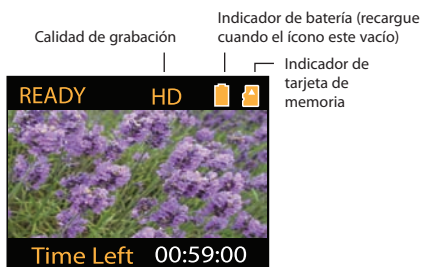 Indicador de batería (recargue
cuando el ícono este vacío)
Calidad de grabación
Indicador de
tarjeta de
memoria
READY HD
Time Left 00:59:00